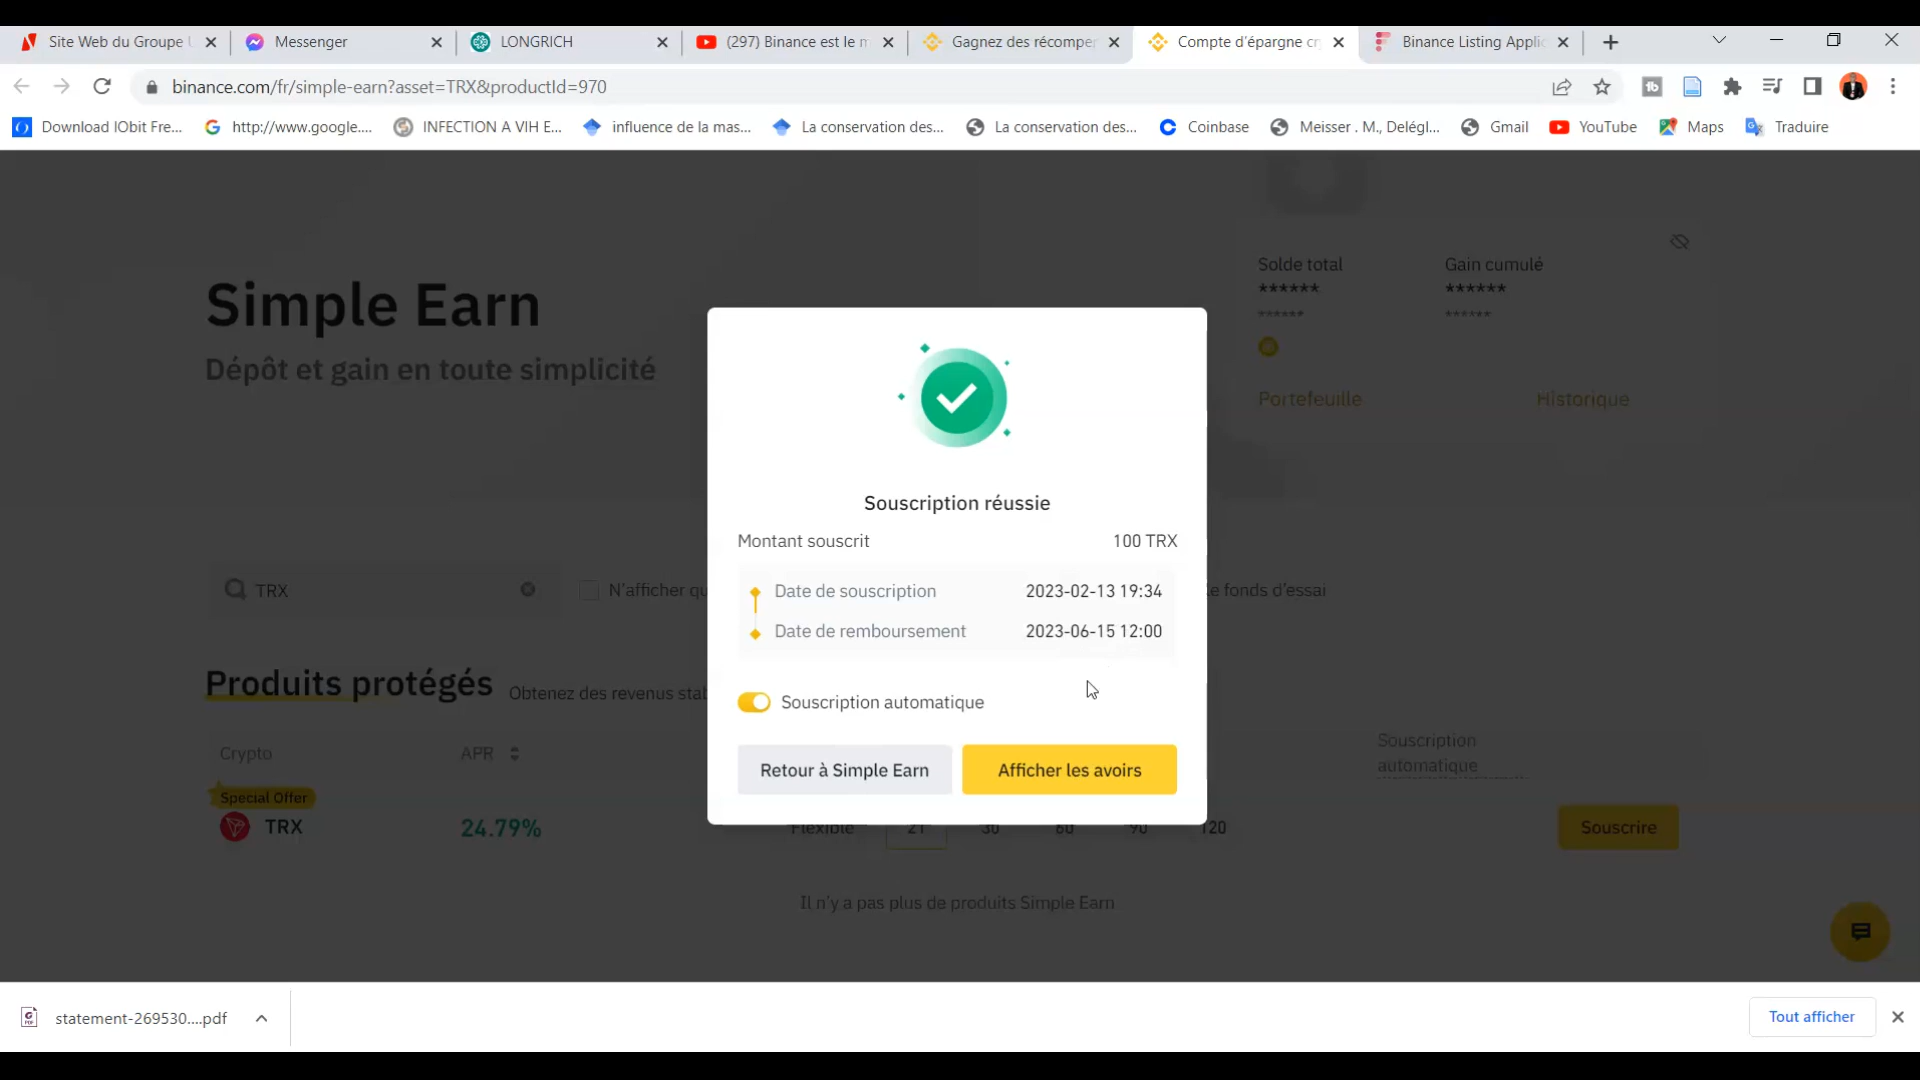 Site Web du Groupe
Messenger
LONGRICH
(297) Binance est le m
Gagnez des récomper
Compte d'épargne cr
Binance Listing Applic
binance.com/fr/simple-earn?asset=TRX&productId=970
Download IObit Fre...
http://www.google....
INFECTION A VIH E...
influence de la mas...
La conservation des...
La conservation des...
Coinbase
Meisser . M., Delégl...
Gmail
YouTube
Maps
Traduire
Simple Earn
Dépôt et gain en toute simplicité
Solde total
Gain cumulé
******
******
******
******
Portefeuille
Historique
Souscription réussie
Montant souscrit
100 TRX
Date de souscription
2023-02-13 19:34
Date de remboursement
2023-06-15 12:00
Souscription automatique
Retour à Simple Earn
Afficher les avoirs
TRX
N'afficher qu
le fonds d'essai
Produits protégés
Obtenez des revenus stab
Crypto
APR
Souscription
automatique
Special Offer
TRX
24.79%
Flexible
21
30
60
90
120
Souscrire
Il n'y a pas plus de produits Simple Earn
statement-269530....pdf
Tout afficher